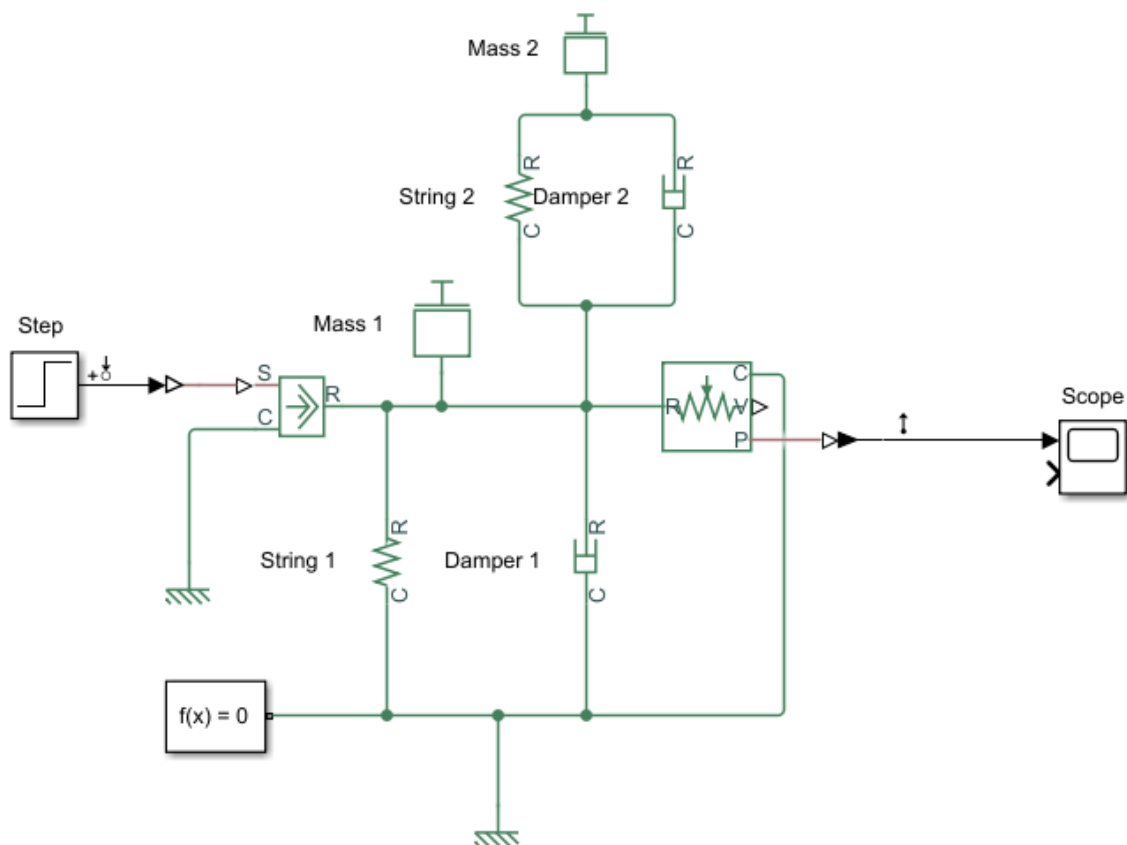 Mass 2
R
R
String 2
Damper 2
C
C
Mass 1
Step
+
S
C
R
C
R
V
P
Scope
R
R
String 1
Damper 1
C
C
f(x) = 0